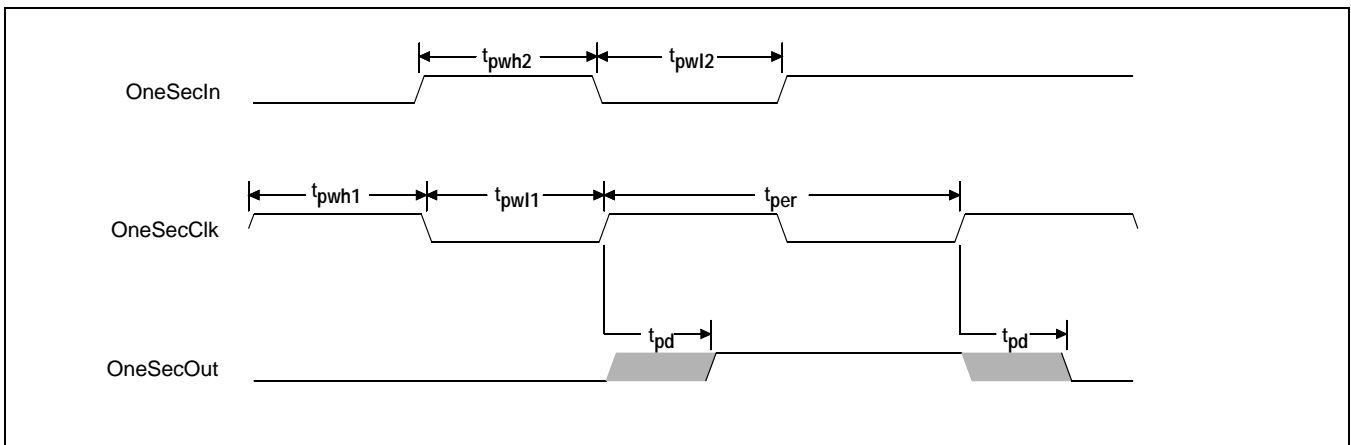 tpwh2 tpwl2
OneSecIn
tpwh1 tpwl1 tper
OneSecClk
tpd tpd
OneSecOut